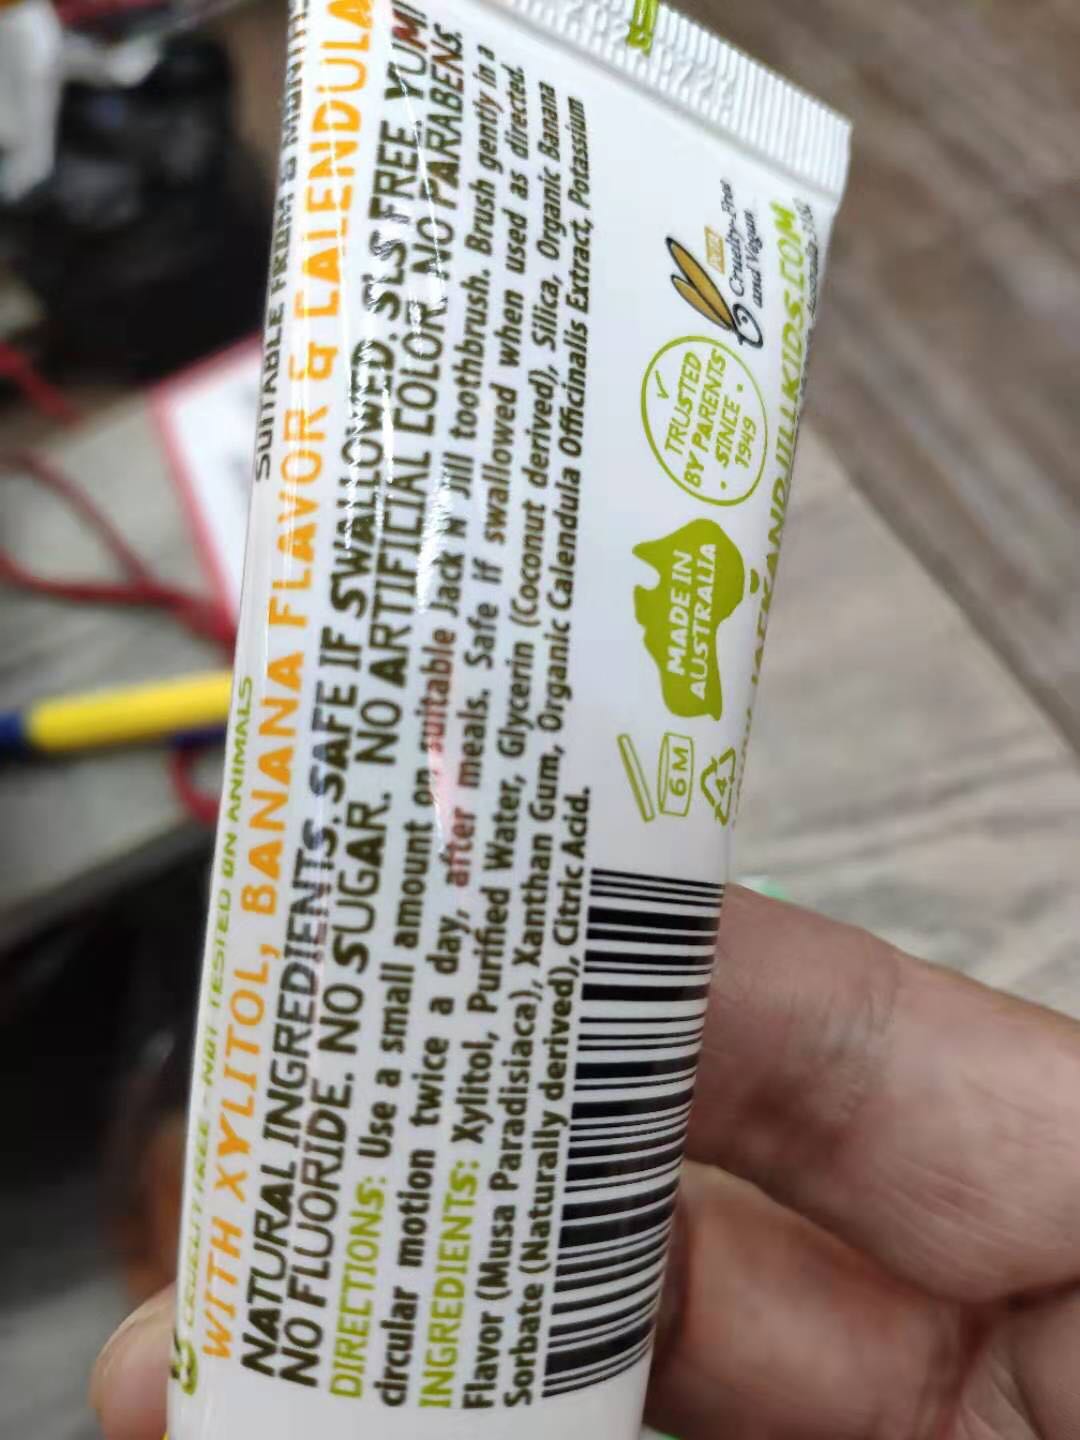 CRUELTY FREE - NOT TESTED ON ANIMALS
SUITABLE FROM 6 MONTHS
WITH XYLITOL, BANANA FLAVOR & CALENDULA
NATURAL INGREDIENTS. SAFE IF SWALLOWED. SLS FREE. YUM!
NO FLUORIDE. NO SUGAR. NO ARTIFICIAL COLOR. NO PARABENS.
DIRECTIONS: Use a small amount on suitable Jack N' Jill toothbrush. Brush gently in a
circular motion twice a day, after meals. Safe if swallowed when used as directed.
INGREDIENTS: Xylitol, Purified Water, Glycerin (Coconut derived), Silica, Organic Banana
Flavor (Musa Paradisiaca), Xanthan Gum, Organic Calendula Officinalis Extract, Potassium
Sorbate (Naturally derived), Citric Acid.
6 M
4
MADE IN
AUSTRALIA
TRUSTED
BY PARENTS
• SINCE •
1949
Cruelty-Free
and Vegan
JACKANDJILLKIDS.COM